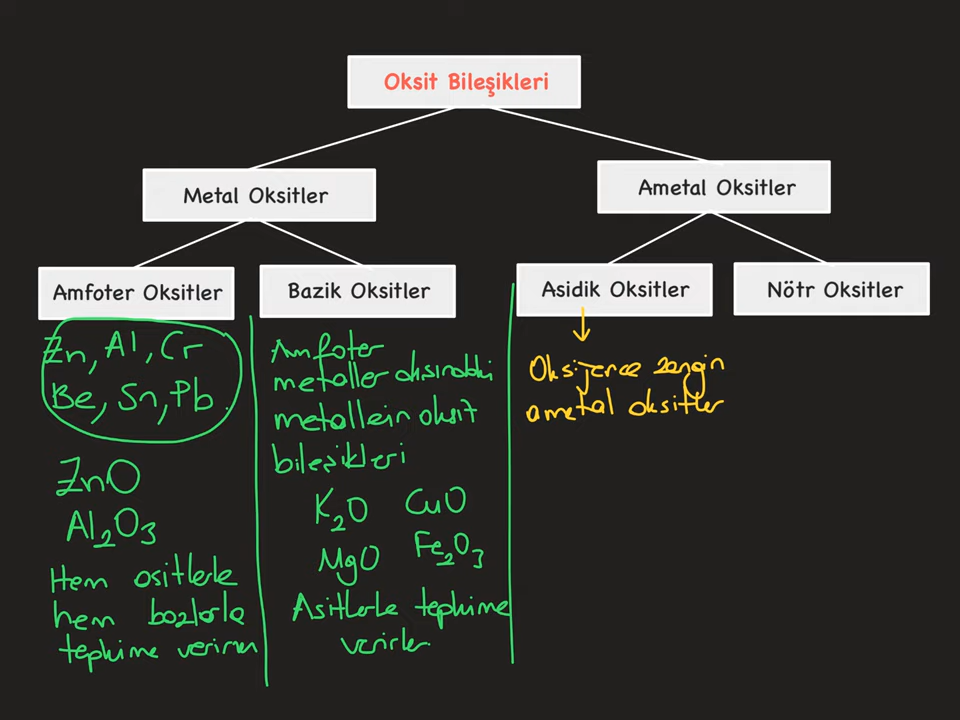 Oksit Bileşikleri
Metal Oksitler
Ametal Oksitler
Amfoter Oksitler
Bazik Oksitler
Asidik Oksitler
Nötr Oksitler
Zn, Al, Cr
Be, Sn, Pb.
ZnO
Al₂O₃
Hem asitlerle
hem bazlarla
tepkime verirler
Amfoter
metaller dışındaki
metallein oksit
bileşikleri
K₂O CuO
MgO Fe₂O₃
Asitlerle tepkime
verirler.
Oksijence zengin
ametal oksitler